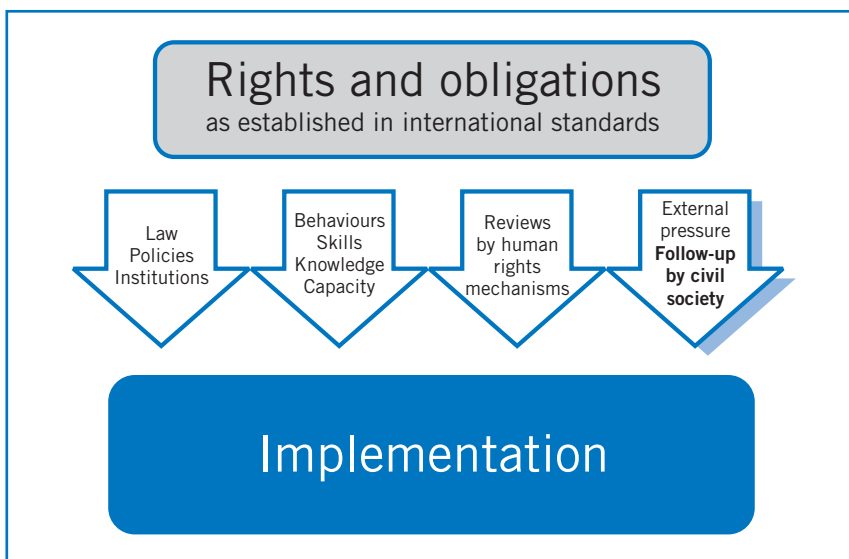 Rights and obligations
as established in international standards
Law
Policies
Institutions
Behaviours
Skills
Knowledge
Capacity
Reviews
by human
rights
mechanisms
External
pressure
Follow-up
by civil
society
Implementation